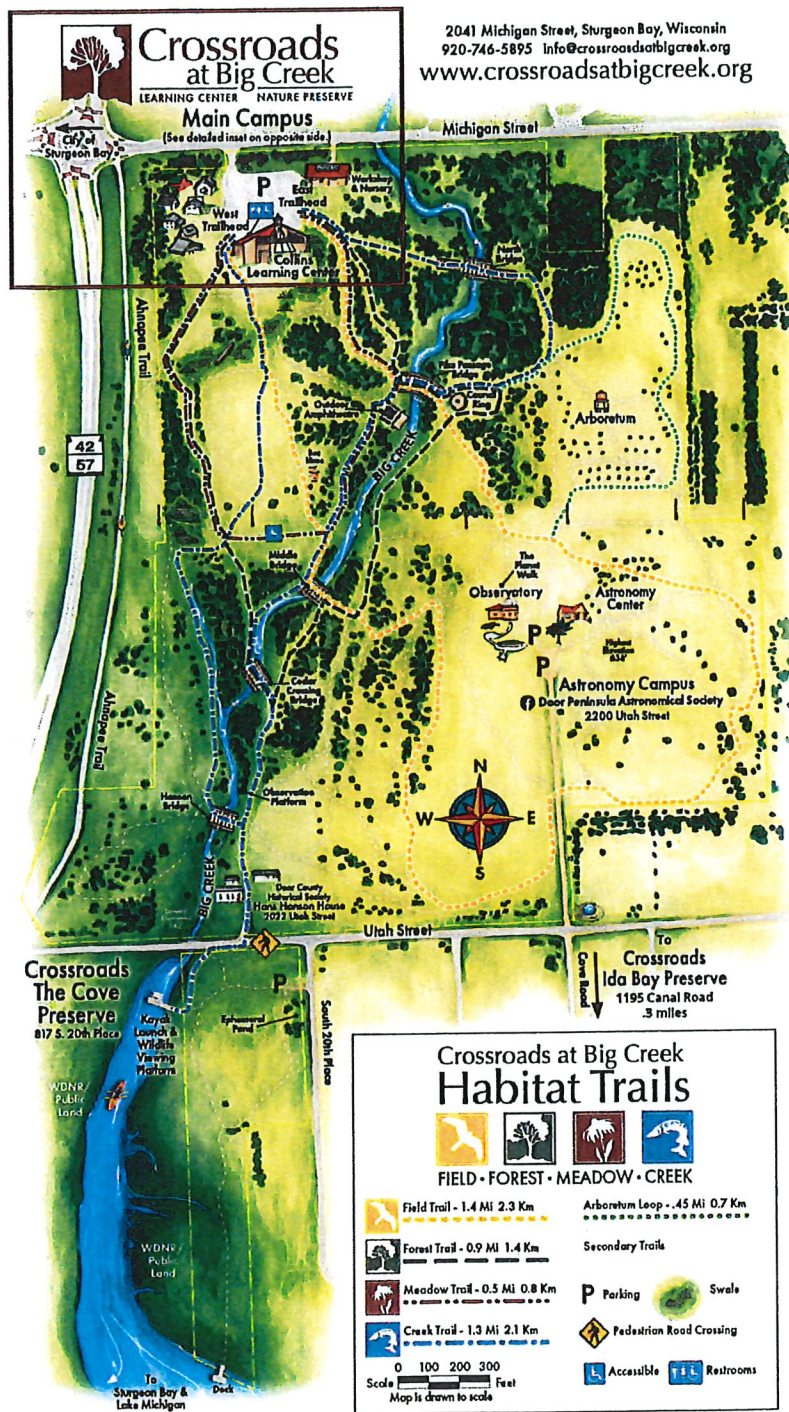 Crossroads
at Big Creek
LEARNING CENTER NATURE PRESERVE
2041 Michigan Street, Sturgeon Bay, Wisconsin
920-746-5895 Info@crossroadsatbigcreek.org
www.crossroadsatbigcreek.org
Main Campus
(See detailed inset on opposite side.)
Michigan Street
City of
Sturgeon Bay
P
East
Trailhead
Workshop
& Nursery
West
Trailhead
Collins
Learning Center
North
Bridge
Ahnapee Trail
Bridge
Council
Ring
Outdoor
Amphitheatre
Arboretum
42
57
BIG CREEK
Middle
Bridge
The
Planet
Walk
Observatory
Astronomy
Center
P
Highest
Elevation
P
Cedar
Crossing
Bridge
Astronomy Campus
Door Peninsula Astronomical Society
2200 Utah Street
Ahnapee Trail
Hanson
Bridge
Observation
Platform
N
W
E
S
BIG CREEK
Door County
Historical Society
Hans Hanson House
2022 Utah Street
Utah Street
Crossroads
The Cove
Preserve
817 S. 20th Place
To
Crossroads
Ida Bay Preserve
1195 Canal Road
.3 miles
Cove Road
P
Kayak
Launch &
Wildlife
Viewing
Platform
Ephemeral
Pond
South 20th Place
WDNR/
Public
Land
WDNR/
Public
Land
To
Sturgeon Bay &
Lake Michigan
Dock
Crossroads at Big Creek
Habitat Trails
FIELD • FOREST • MEADOW • CREEK
Field Trail - 1.4 Mi 2.3 Km
Arboretum Loop - .45 Mi 0.7 Km
Forest Trail - 0.9 Mi 1.4 Km
Secondary Trails
Meadow Trail - 0.5 Mi 0.8 Km
P Parking
Swale
Creek Trail - 1.3 Mi 2.1 Km
Pedestrian Road Crossing
0 100 200 300
Scale Feet
Map is drawn to scale
Accessible
Restrooms